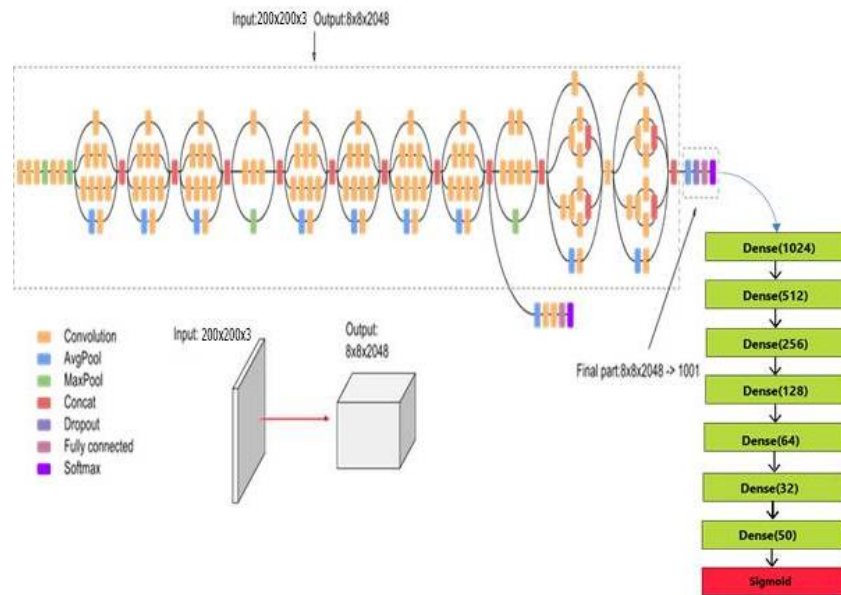 Input:200x200x3 Output:8x8x2048
Convolution
AvgPool
MaxPool
Concat
Dropout
Fully connected
Softmax
Input: 200x200x3
Output:
8x8x2048
Final part:8x8x2048 -> 1001
Dense(1024)
Dense(512)
Dense(256)
Dense(128)
Dense(64)
Dense(32)
Dense(50)
Sigmoid